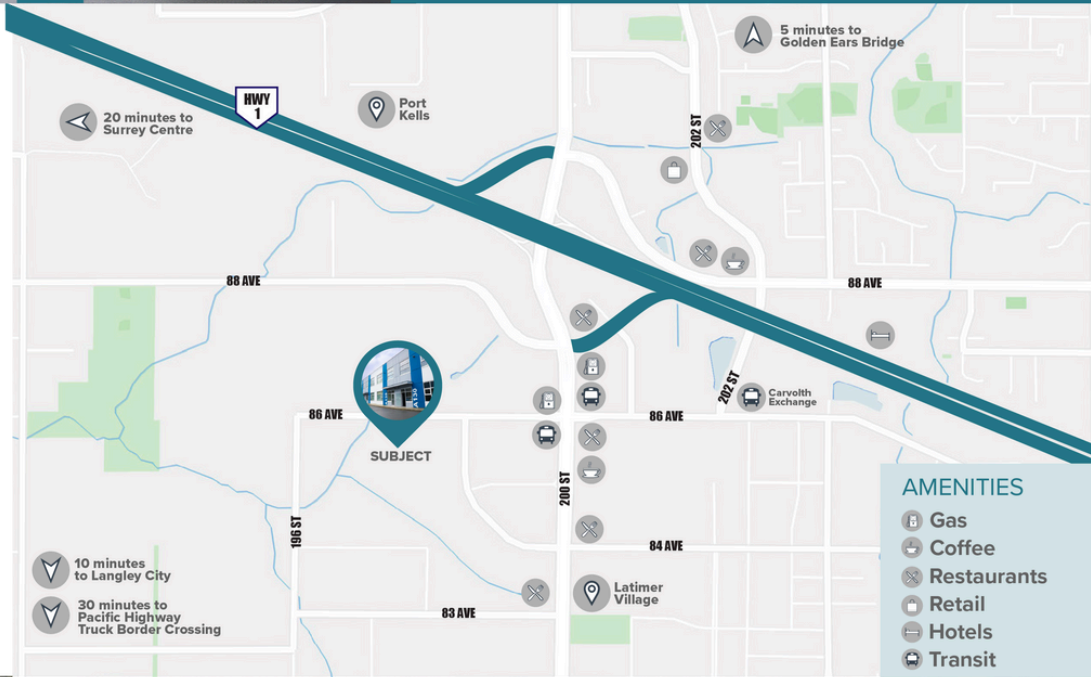 5 minutes to
Golden Ears Bridge
HWY
1
Port
Kells
20 minutes to
Surrey Centre
202 ST
88 AVE
88 AVE
202 ST
Carvolth
Exchange
86 AVE
86 AVE
SUBJECT
200 ST
196 ST
84 AVE
10 minutes
to Langley City
30 minutes to
Pacific Highway
Truck Border Crossing
83 AVE
Latimer
Village
AMENITIES
Gas
Coffee
Restaurants
Retail
Hotels
Transit